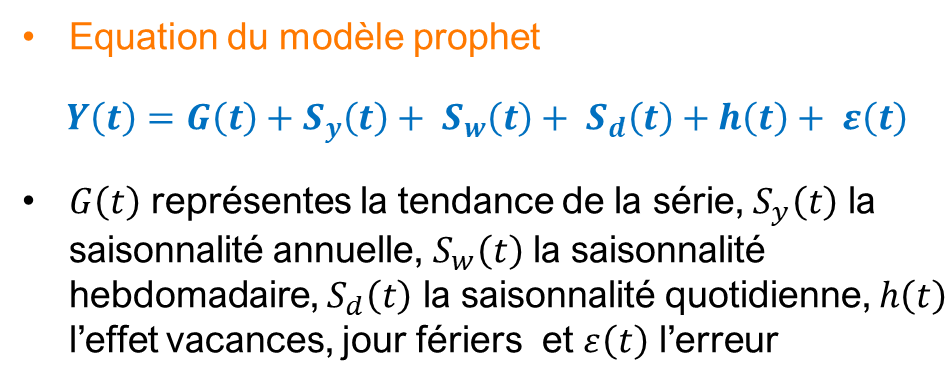 • Equation du modèle prophet
Y(t) = G(t) + S_y(t) + S_w(t) + S_d(t) + h(t) + ε(t)
• G(t) représentes la tendance de la série, S_y(t) la
saisonnalité annuelle, S_w(t) la saisonnalité
hebdomadaire, S_d(t) la saisonnalité quotidienne, h(t)
l’effet vacances, jour fériers et ε(t) l’erreur